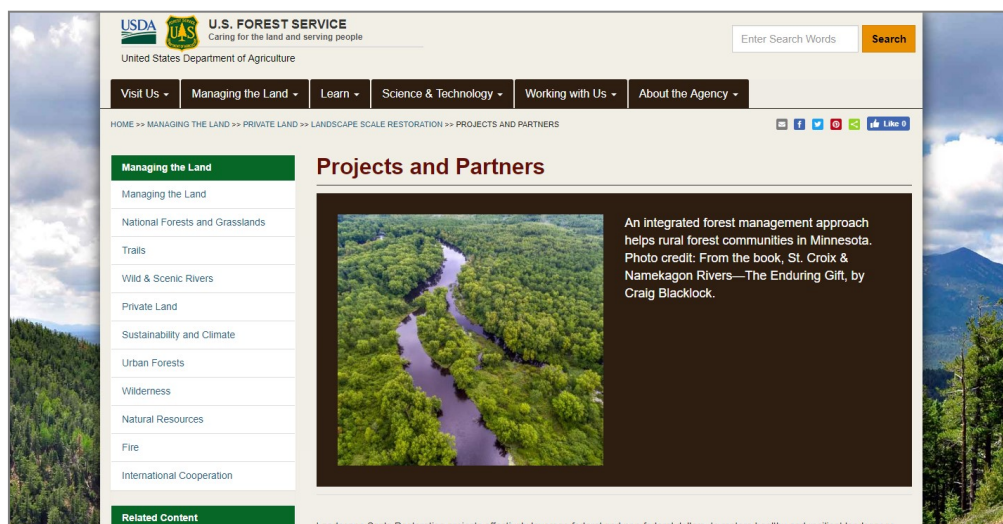 USDA
U.S. FOREST SERVICE
Caring for the land and serving people
United States Department of Agriculture
Enter Search Words
Search
Visit Us
Managing the Land
Learn
Science & Technology
Working with Us
About the Agency
HOME >> MANAGING THE LAND >> PRIVATE LAND >> LANDSCAPE SCALE RESTORATION >> PROJECTS AND PARTNERS
Like 0
Managing the Land
Managing the Land
National Forests and Grasslands
Trails
Wild & Scenic Rivers
Private Land
Sustainability and Climate
Urban Forests
Wilderness
Natural Resources
Fire
International Cooperation
Related Content
Projects and Partners
An integrated forest management approach
helps rural forest communities in Minnesota.
Photo credit: From the book, St. Croix &
Namekagon Rivers—The Enduring Gift, by
Craig Blacklock.